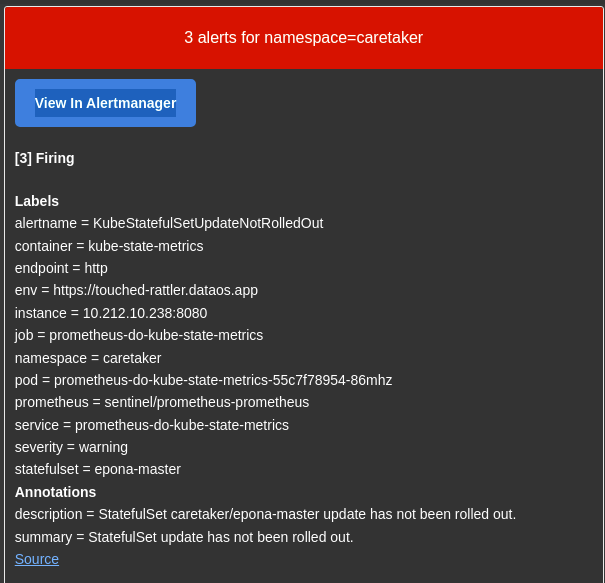 3 alerts for namespace=caretaker
View In Alertmanager
[3] Firing
Labels
alertname = KubeStatefulSetUpdateNotRolledOut
container = kube-state-metrics
endpoint = http
env = https://touched-rattler.dataos.app
instance = 10.212.10.238:8080
job = prometheus-do-kube-state-metrics
namespace = caretaker
pod = prometheus-do-kube-state-metrics-55c7f78954-86mhz
prometheus = sentinel/prometheus-prometheus
service = prometheus-do-kube-state-metrics
severity = warning
statefulset = epona-master
Annotations
description = StatefulSet caretaker/epona-master update has not been rolled out.
summary = StatefulSet update has not been rolled out.
Source